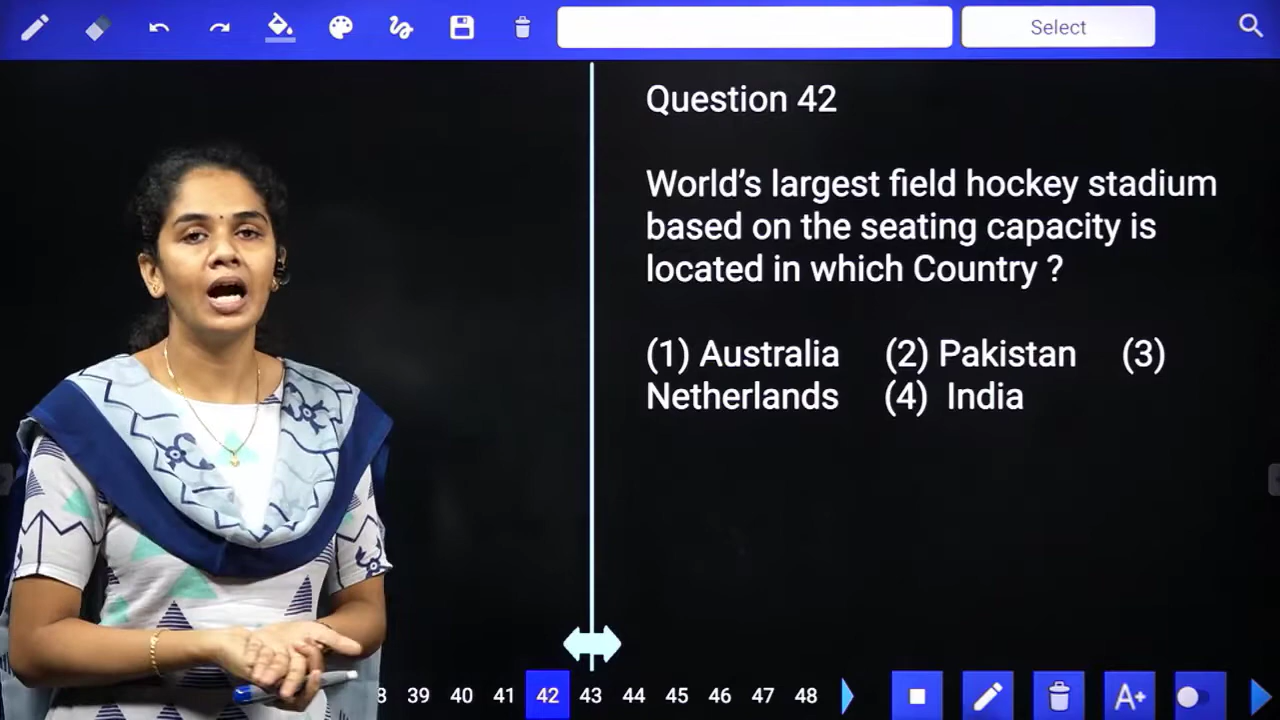 Select
Question 42
World’s largest field hockey stadium
based on the seating capacity is
located in which Country ?
(1) Australia (2) Pakistan (3)
Netherlands (4) India
39 40 41 42 43 44 45 46 47 48
A+